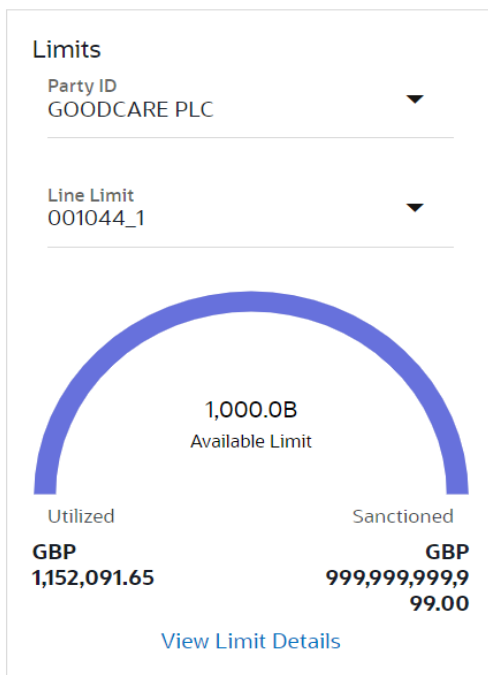 Limits
Party ID
GOODCARE PLC
Line Limit
001044_1
1,000.0B
Available Limit
Utilized
Sanctioned
GBP
1,152,091.65
GBP
999,999,999,9
99.00
View Limit Details